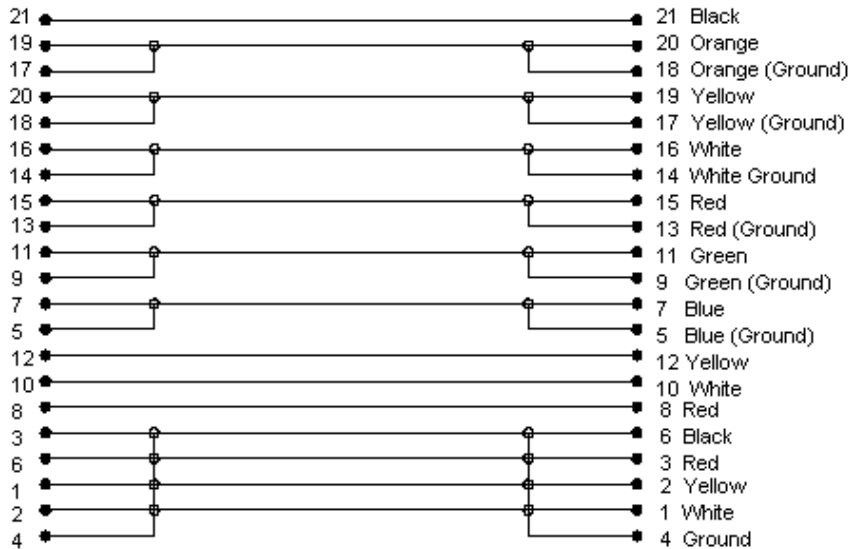 21 21 Black
19 20 Orange
17 18 Orange (Ground)
20 19 Yellow
18 17 Yellow (Ground)
16 16 White
14 14 White Ground
15 15 Red
13 13 Red (Ground)
11 11 Green
9 9 Green (Ground)
7 7 Blue
5 5 Blue (Ground)
12 12 Yellow
10 10 White
8 8 Red
3 6 Black
6 3 Red
1 2 Yellow
2 1 White
4 4 Ground